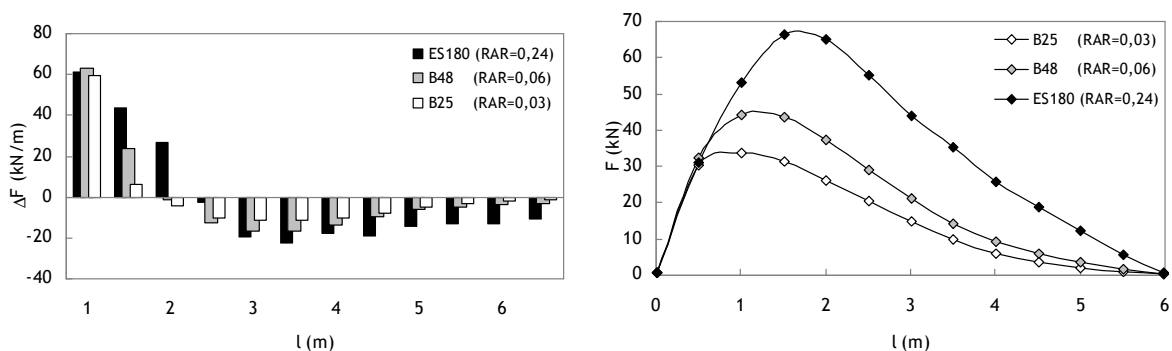 80
60
40
20
0
-20
-40
ΔF (kN/m)
ES180 (RAR=0,24)
B48 (RAR=0,06)
B25 (RAR=0,03)
1 2 3 4 5 6
l (m)
70
60
50
40
30
20
10
0
F (kN)
B25 (RAR=0,03)
B48 (RAR=0,06)
ES180 (RAR=0,24)
0 1 2 3 4 5 6
l (m)